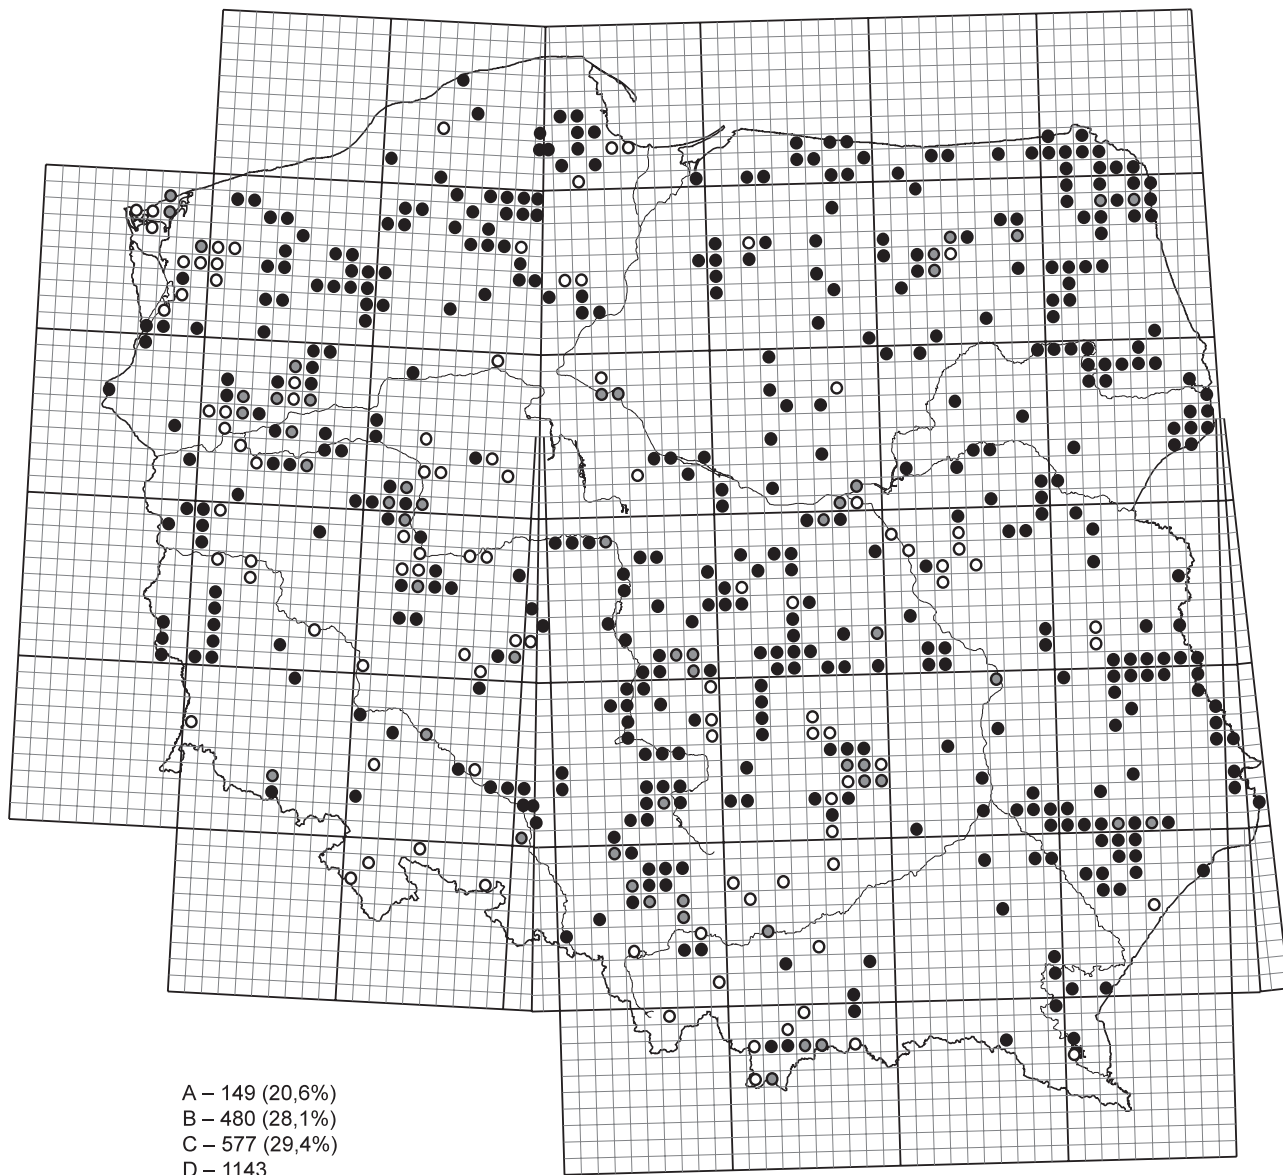 A – 149 (20,6%)
B – 480 (28,1%)
C – 577 (29,4%)
D – 1143